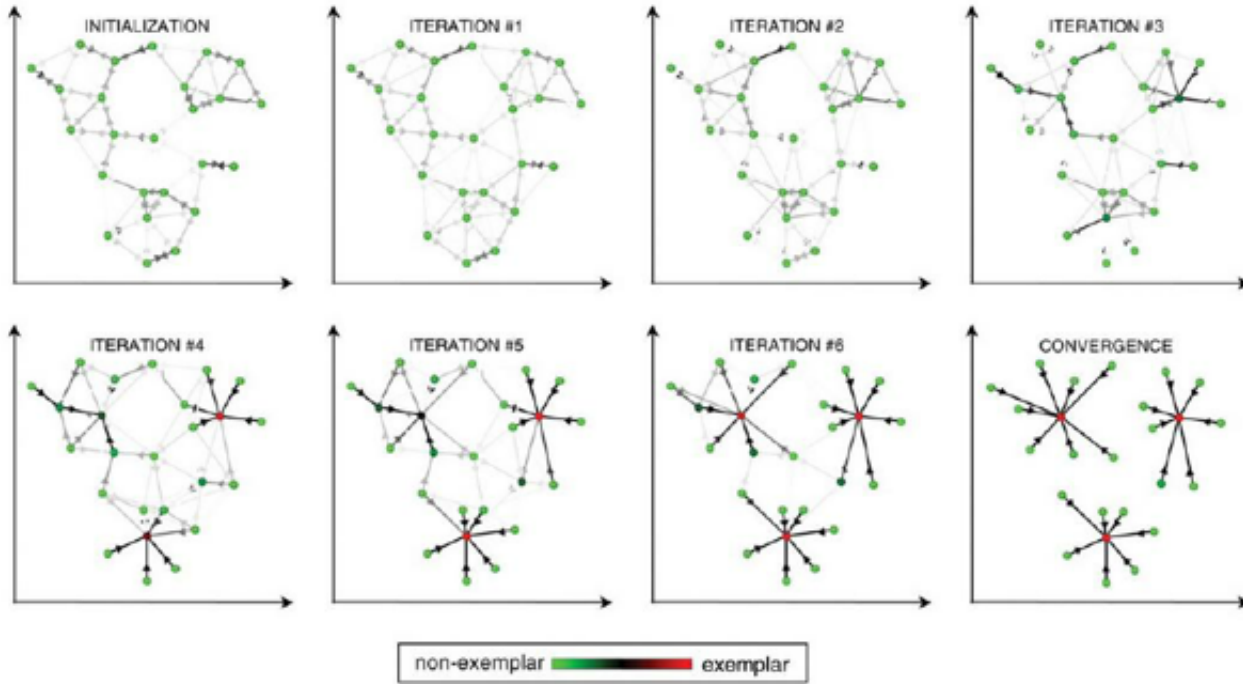 INITIALIZATION
ITERATION #1
ITERATION #2
ITERATION #3
ITERATION #4
ITERATION #5
ITERATION #6
CONVERGENCE
non-exemplar exemplar